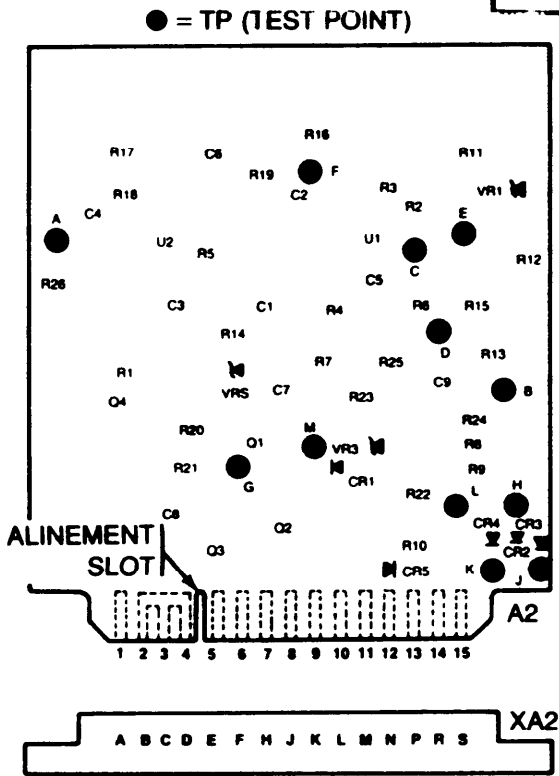 ● = TP (TEST POINT)
R16
R17 C6 R11
R19 F
R18 C2 R3 VR1
A C4 R2 E
U2 U1
R5 C R12
R26 C5
C3 C1 R4 R6 R15
R14
R7 R25 D R13
R1 VRS C7 C9 B
Q4 R23
R20 M R24
Q1 VR3 R8
R21 G R9
CR1 R22 L H
C8 Q2 CR4 CR3
ALINEMENT
SLOT
Q3 R10 CR2
CR5 K J
A2
1 2 3 4 5 6 7 8 9 10 11 12 13 14 15
XA2
A B C D E F H J K L M N P R S